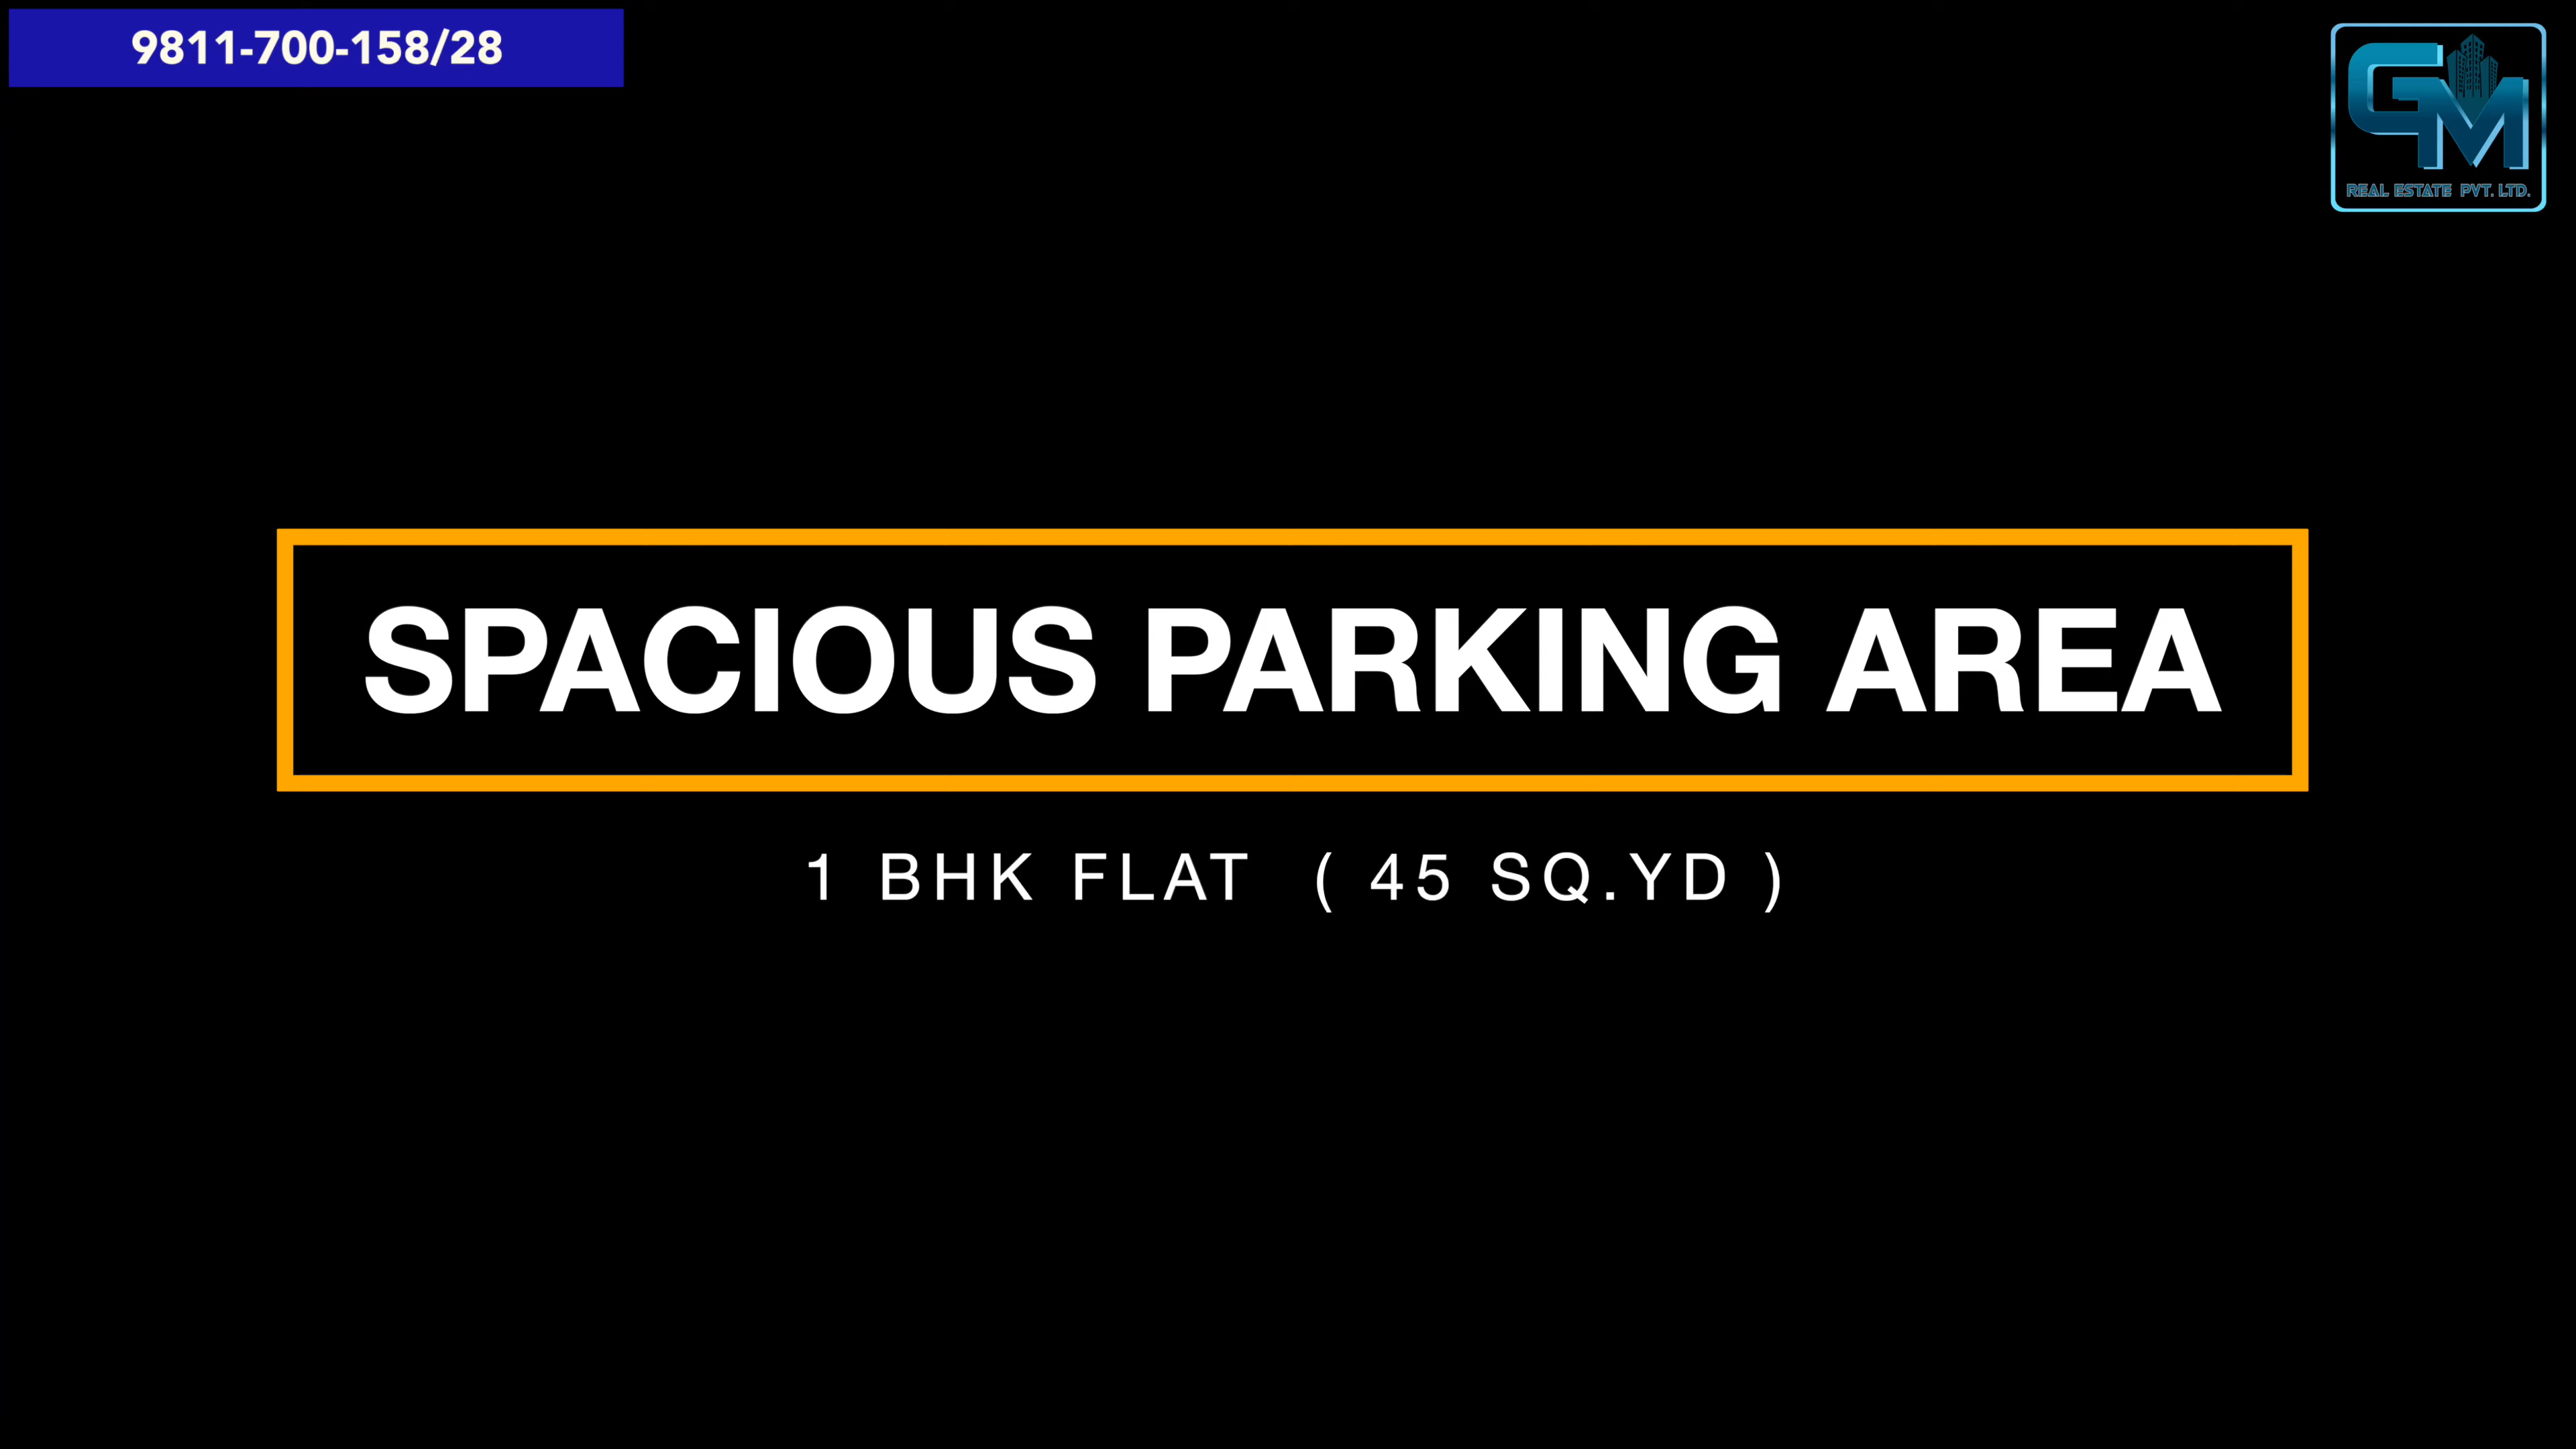 9811-700-158/28
GM
REAL ESTATE PVT. LTD.
SPACIOUS PARKING AREA
1 BHK FLAT ( 45 SQ.YD )